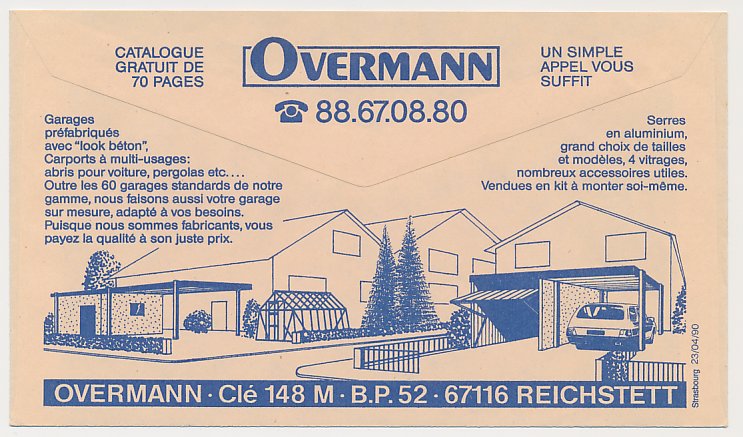 CATALOGUE
GRATUIT DE
70 PAGES
OVERMANN
UN SIMPLE
APPEL VOUS
SUFFIT
☎ 88.67.08.80
Garages
préfabriqués
avec "look béton",
Carports à multi-usages:
abris pour voiture, pergolas etc....
Outre les 60 garages standards de notre
gamme, nous faisons aussi votre garage
sur mesure, adapté à vos besoins.
Puisque nous sommes fabricants, vous
payez la qualité à son juste prix.
Serres
en aluminium,
grand choix de tailles
et modèles, 4 vitrages,
nombreux accessoires utiles.
Vendues en kit à monter soi-même.
Strasbourg 23/04/90
OVERMANN · Clé 148 M · B.P. 52 · 67116 REICHSTETT